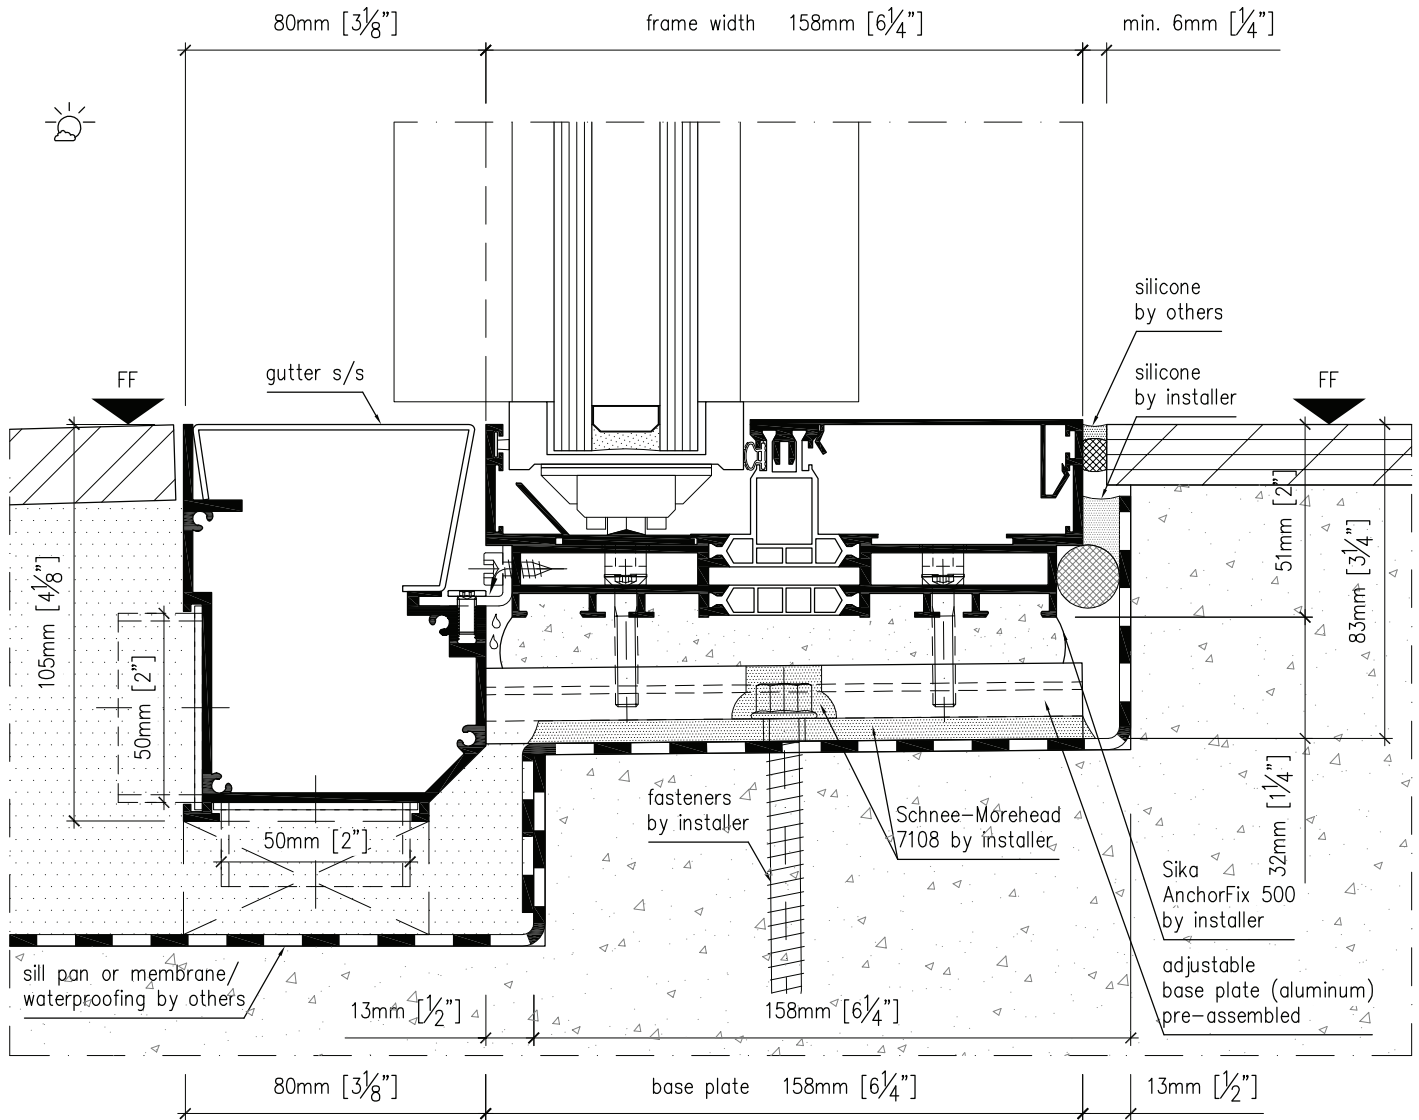 80mm [3⅛"]
frame width 158mm [6¼"]
min. 6mm [¼"]
silicone
by others
silicone
by installer
FF
gutter s/s
FF
105mm [4⅛"]
50mm [2"]
51mm [2"]
83mm [3¼"]
32mm [1¼"]
50mm [2"]
fasteners
by installer
Schnee-Morehead
7108 by installer
Sika
AnchorFix 500
by installer
adjustable
base plate (aluminum)
pre-assembled
sill pan or membrane/
waterproofing by others
13mm [½"]
158mm [6¼"]
80mm [3⅛"]
base plate 158mm [6¼"]
13mm [½"]